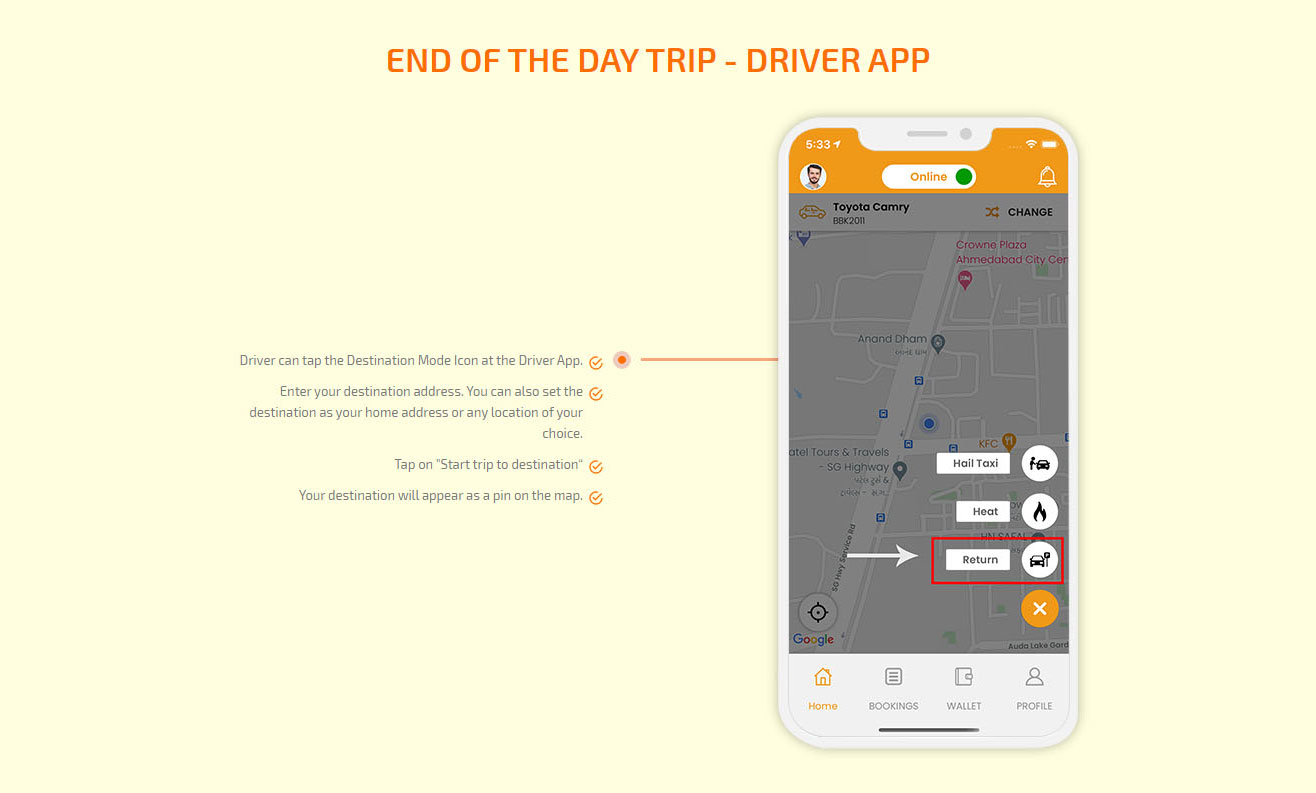 END OF THE DAY TRIP - DRIVER APP
Driver can tap the Destination Mode Icon at the Driver App.
Enter your destination address. You can also set the
destination as your home address or any location of your
choice.
Tap on "Start trip to destination"
Your destination will appear as a pin on the map.
5:33
Online
Toyota Camry
BBK2011
CHANGE
Crowne Plaza
Ahmedabad City Cen
Anand Dham
KFC
atel Tours & Travels
- SG Highway
Hail Taxi
Heat
HN SAFAL
Return
SG Hwy Service Rd
Google
Auda Lake Gard
Home
BOOKINGS
WALLET
PROFILE